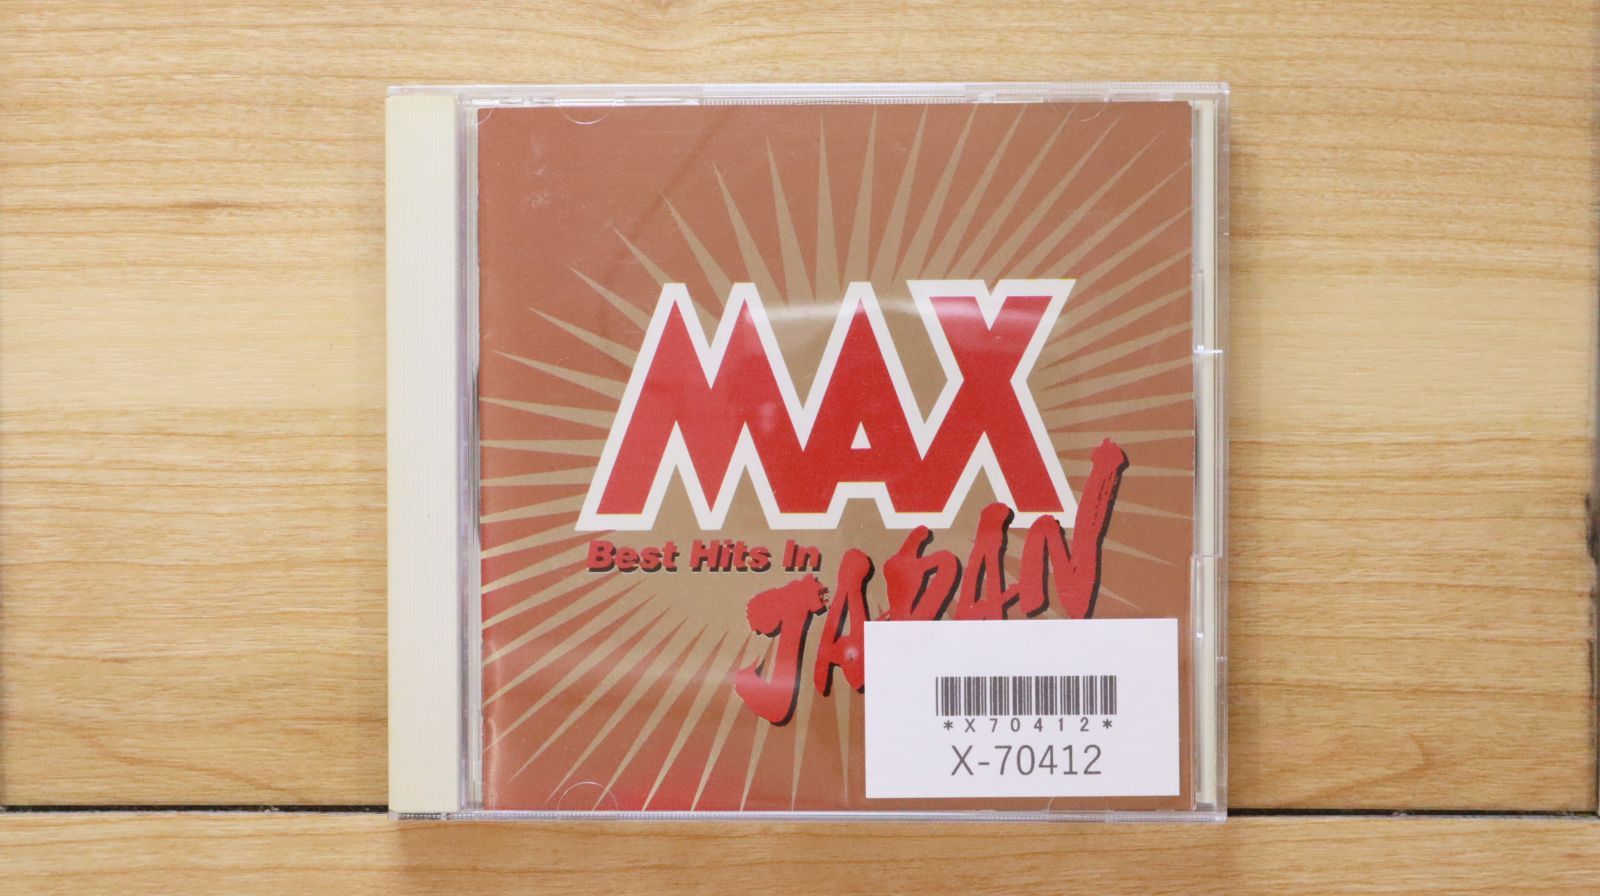 MAX
Best Hits In
JAPAN
*X70412*
X-70412